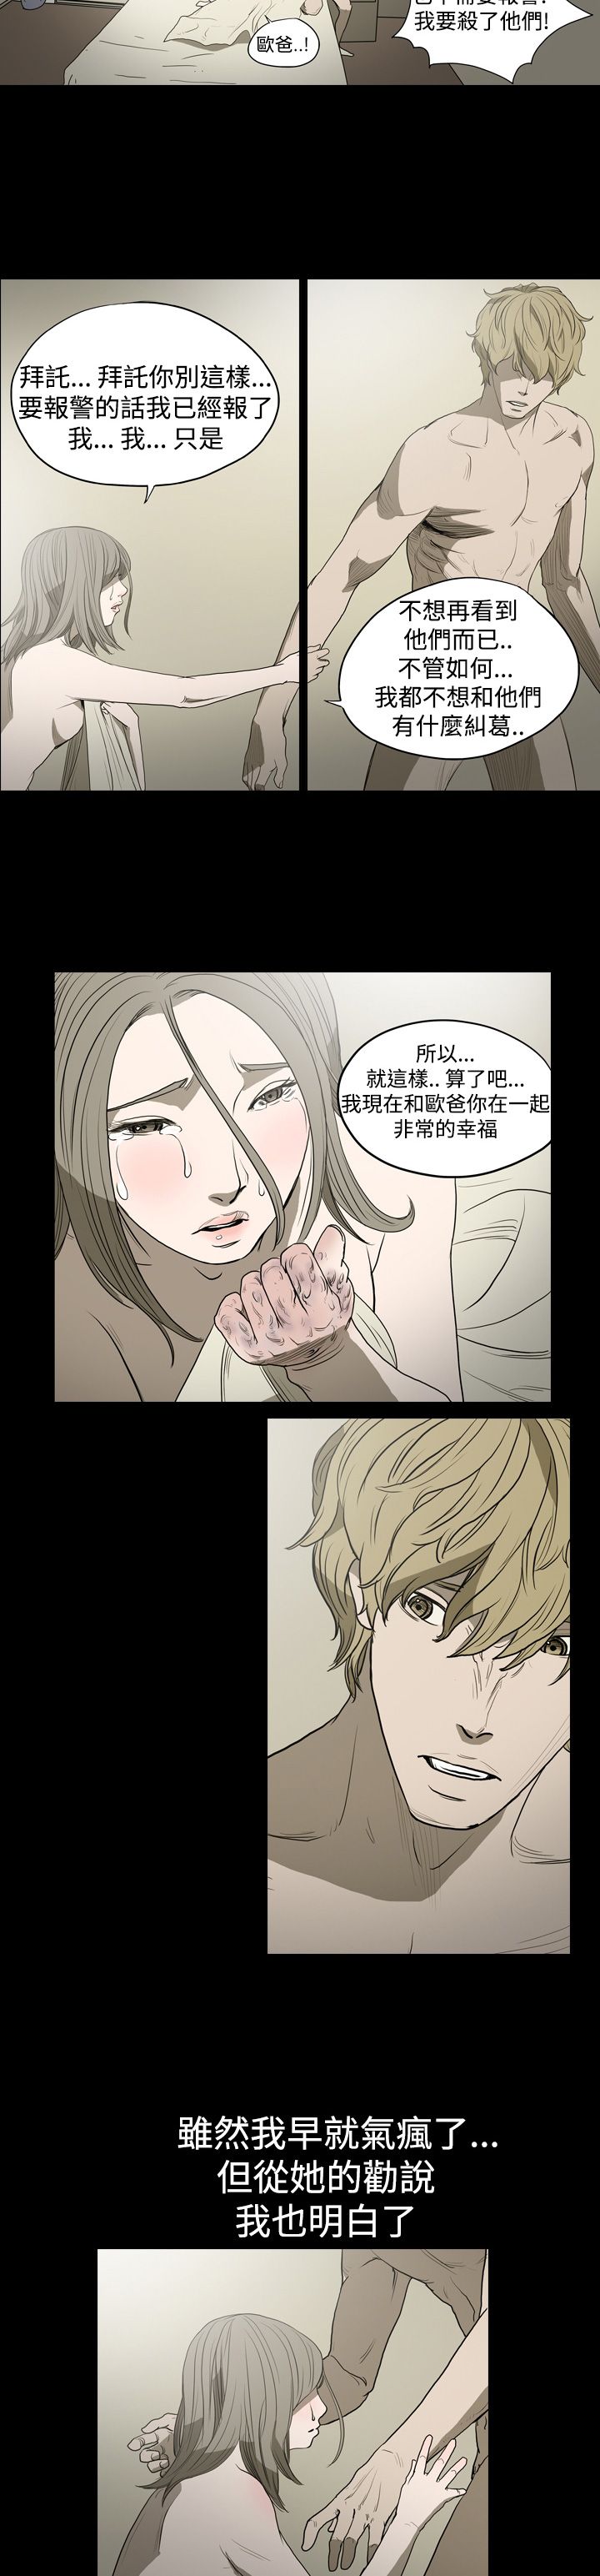 我要殺了他們!
歐爸..!
拜託... 拜託你別這樣...
要報警的話我已經報了
我... 我... 只是
不想再看到
他們而已..
不管如何...
我都不想和他們
有什麼糾葛..
所以...
就這樣.. 算了吧...
我現在和歐爸你在一起
非常的幸福
雖然我早就氣瘋了...
但從她的勸說
我也明白了